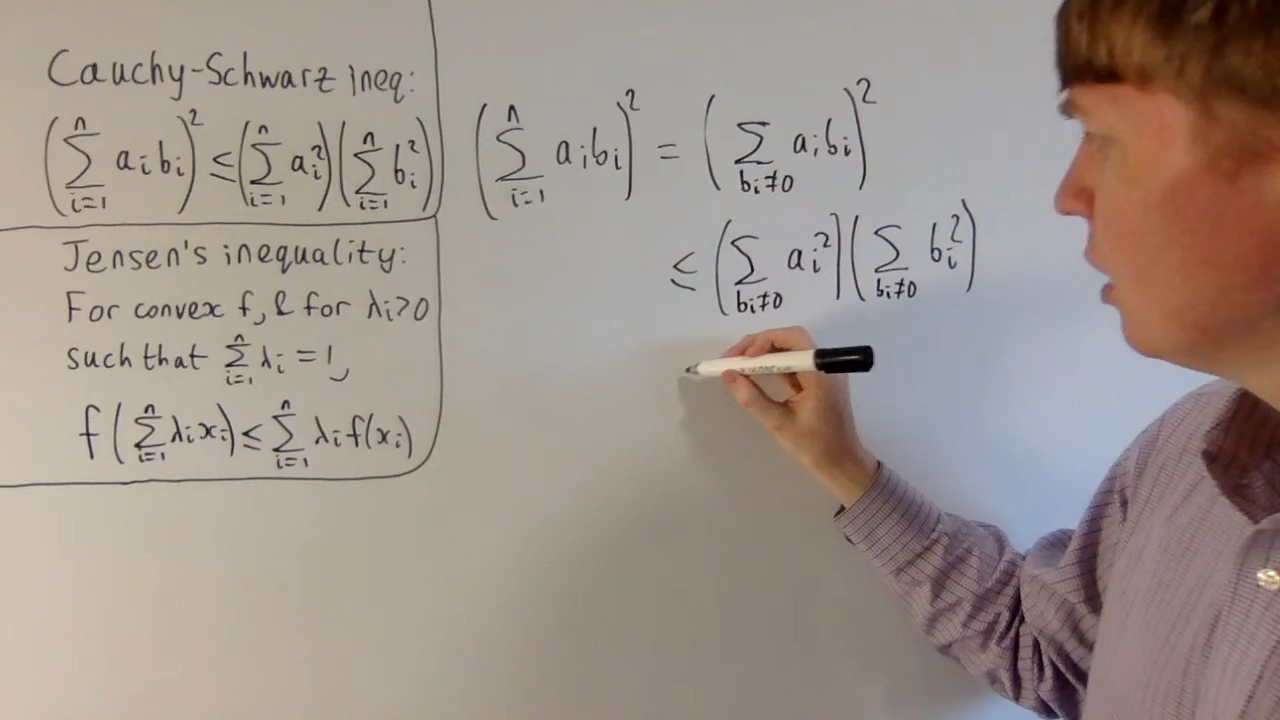 Cauchy-Schwarz ineq:
(∑_{i=1}^{n} a_i b_i)^2 ≤ (∑_{i=1}^{n} a_i^2)(∑_{i=1}^{n} b_i^2)
Jensen's inequality:
For convex f, & for λ_i>0
such that ∑_{i=1}^{n} λ_i = 1,
f(∑_{i=1}^{n} λ_i x_i) ≤ ∑_{i=1}^{n} λ_i f(x_i)
(∑_{i=1}^{n} a_i b_i)^2 = (∑_{b_i≠0} a_i b_i)^2
≤ (∑_{b_i≠0} a_i^2)(∑_{b_i≠0} b_i^2)